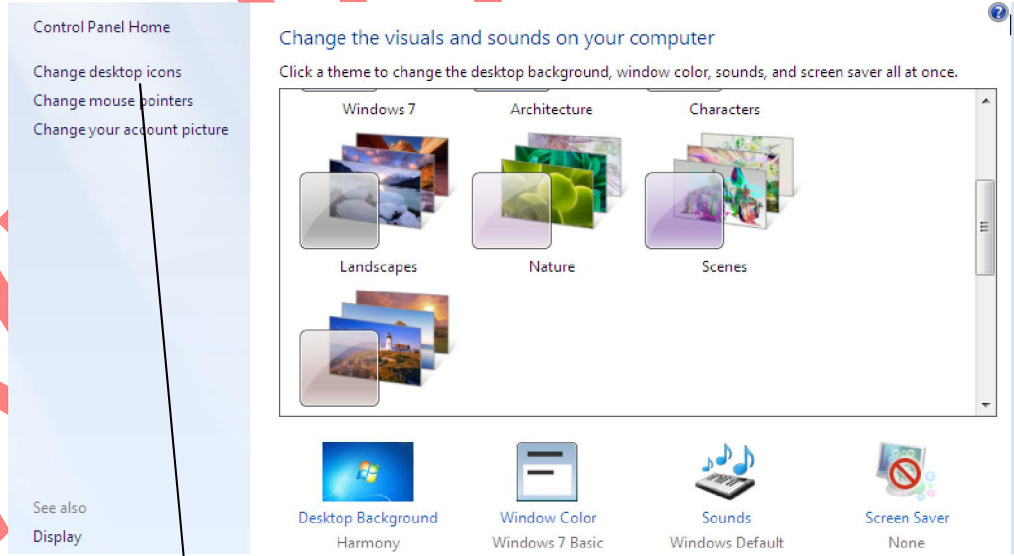 Control Panel Home
Change desktop icons
Change mouse pointers
Change your account picture
See also
Display
Change the visuals and sounds on your computer
Click a theme to change the desktop background, window color, sounds, and screen saver all at once.
Windows 7 Architecture Characters
Landscapes Nature Scenes
Desktop Background Window Color Sounds Screen Saver
Harmony Windows 7 Basic Windows Default None